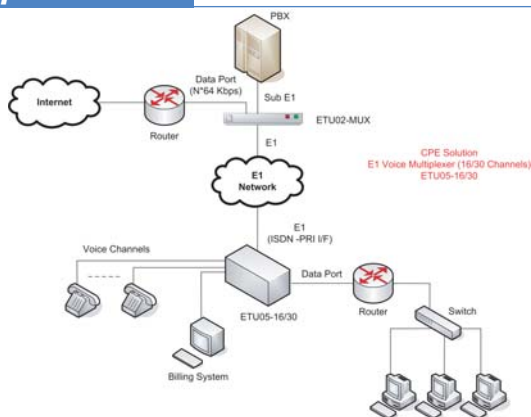 PBX
Data Port
(N*64 Kbps)
Internet
Sub E1
Router
ETU02-MUX
E1
CPE Solution
E1 Voice Multiplexer (16/30 Channels)
ETU05-16/30
E1
Network
E1
(ISDN -PRI I/F)
Voice Channels
Data Port
ETU05-16/30
Router
Switch
Billing System